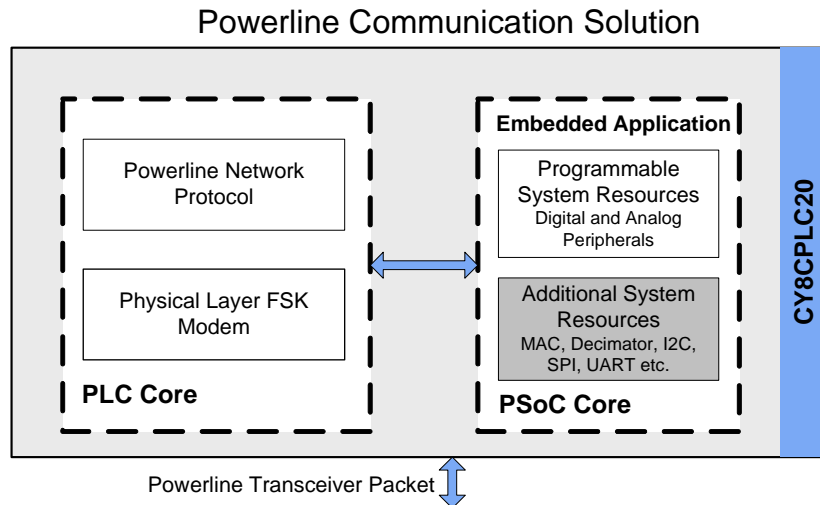 Powerline Communication Solution
Powerline Network
Protocol
Physical Layer FSK
Modem
PLC Core
Embedded Application
Programmable
System Resources
Digital and Analog
Peripherals
Additional System
Resources
MAC, Decimator, I2C,
SPI, UART etc.
PSoC Core
CY8CPLC20
Powerline Transceiver Packet